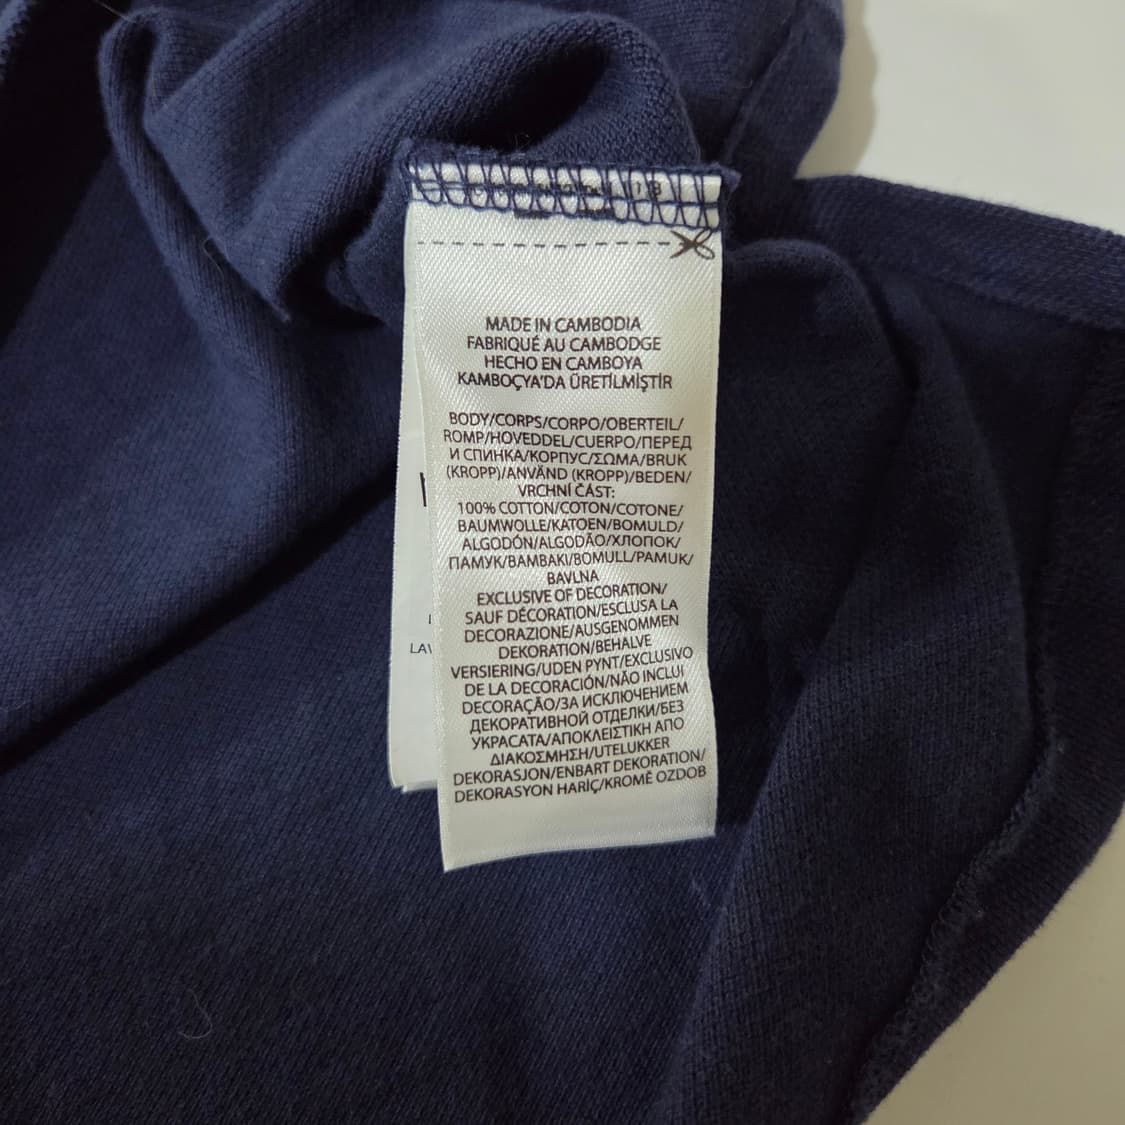 MADE IN CAMBODIA
FABRIQUÉ AU CAMBODGE
HECHO EN CAMBOYA
KAMBOÇYA'DA ÜRETİLMİŞTİR
BODY/CORPS/CORPO/OBERTEIL/
ROMP/HOVEDDEL/CUERPO/ПЕРЕД
И СПИНКА/КОРПУС/ΣΩΜΑ/BRUK
(KROPP)/ANVÄND (KROPP)/BEDEN/
VRCHNÍ ČÁST:
100% COTTON/COTON/COTONE/
BAUMWOLLE/KATOEN/BOMULD/
ALGODÓN/ALGODÃO/ХЛОПОК/
ПАМУК/ΒΑΜΒΑΚΙ/BOMULL/PAMUK/
BAVLNA
EXCLUSIVE OF DECORATION/
SAUF DÉCORATION/ESCLUSA LA
DECORAZIONE/AUSGENOMMEN
DEKORATION/BEHALVE
VERSIERING/UDEN PYNT/EXCLUSIVO
DE LA DECORACIÓN/NÃO INCLUI
DECORAÇÃO/ЗА ИСКЛЮЧЕНИЕМ
ДЕКОРАТИВНОЙ ОТДЕЛКИ/БЕЗ
УКРАСАТА/ΑΠΟΚΛΕΙΣΤΙΚΗ ΑΠΟ
ΔΙΑΚΟΣΜΗΣΗ/UTELUKKER
DEKORASJON/ENBART DEKORATION/
DEKORASYON HARİÇ/KROMĚ OZDOB